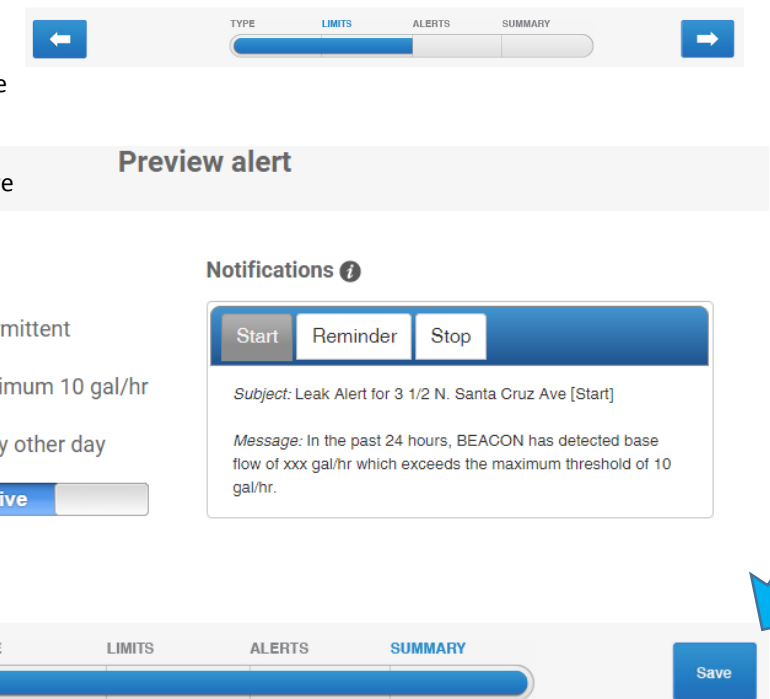 TYPE LIMITS ALERTS SUMMARY
Preview alert
Notifications i
mittent
Start Reminder Stop
imum 10 gal/hr
Subject: Leak Alert for 3 1/2 N. Santa Cruz Ave [Start]
y other day
Message: In the past 24 hours, BEACON has detected base
flow of xxx gal/hr which exceeds the maximum threshold of 10
gal/hr.
ive
LIMITS ALERTS SUMMARY
Save